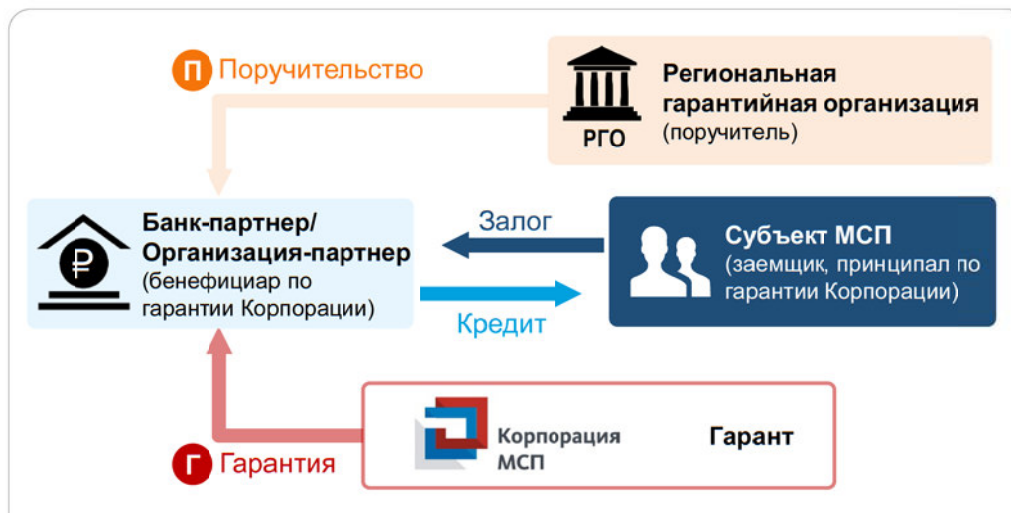 П Поручительство
Региональная
гарантийная организация
(поручитель)
РГО
Банк-партнер/
Организация-партнер
(бенефициар по
гарантии Корпорации)
₽
Залог
Кредит
Субъект МСП
(заемщик, принципал по
гарантии Корпорации)
Г Гарантия
Корпорация
МСП
Гарант